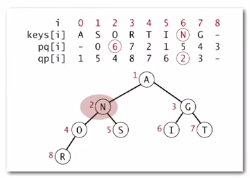 i 0 1 2 3 4 5 6 7 8
keys[i] A S O R T I N G -
pq[i] - 0 6 7 2 1 5 4 3
qp[i] 1 5 4 8 7 6 2 3 -
1 A
2 N 3 G
4 O 5 S 6 I 7 T
8 R